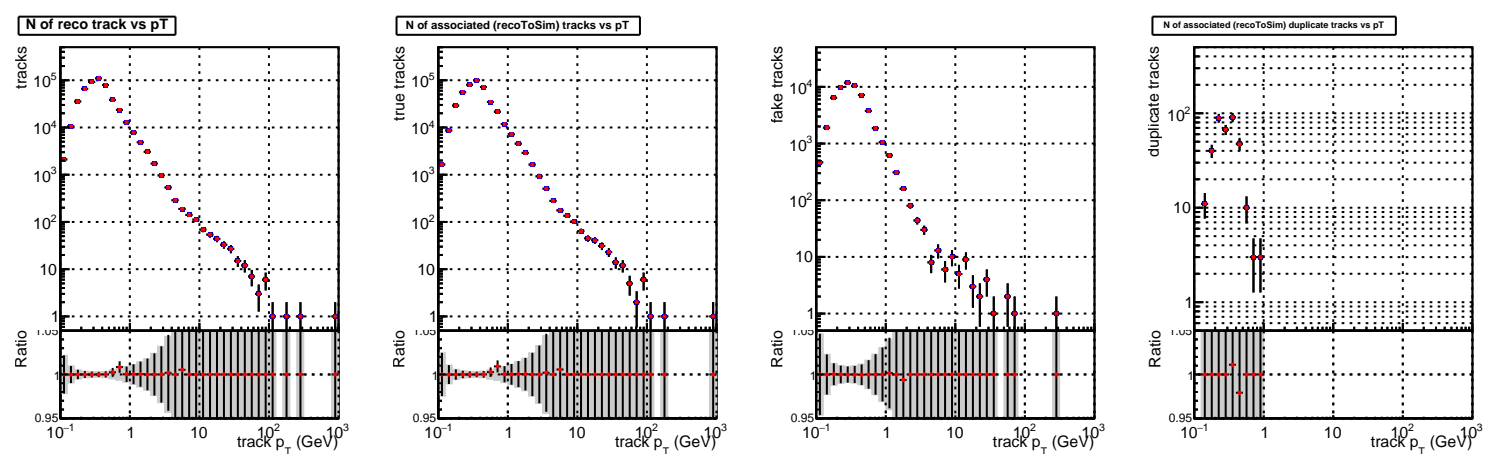 N of reco track vs pT
tracks
10^5
10^4
10^3
10^2
10
1
Ratio
1.05
1
0.95
10^-1 1 10 10^2 10^3
track p_T (GeV)
N of associated (recoToSim) tracks vs pT
true tracks
10^5
10^4
10^3
10^2
10
1
Ratio
1.05
1
0.95
10^-1 1 10 10^2 10^3
track p_T (GeV)
fake tracks
10^4
10^3
10^2
10
1
Ratio
1.05
1
0.95
10^-1 1 10 10^2 10^3
track p_T (GeV)
N of associated (recoToSim) duplicate tracks vs pT
duplicate tracks
10^2
10
1
Ratio
1.05
1
0.95
10^-1 1 10 10^2 10^3
track p_T (GeV)